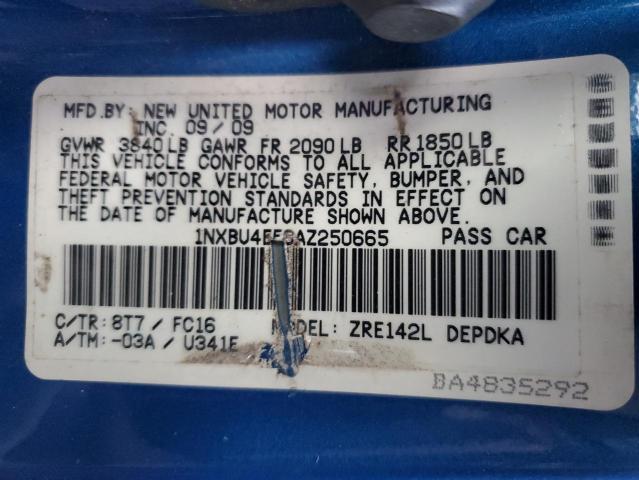 MFD.BY: NEW UNITED MOTOR MANUFACTURING
INC. 09/09
GVWR 3840 LB GAWR FR 2090 LB RR 1850 LB
THIS VEHICLE CONFORMS TO ALL APPLICABLE
FEDERAL MOTOR VEHICLE SAFETY, BUMPER, AND
THEFT PREVENTION STANDARDS IN EFFECT ON
THE DATE OF MANUFACTURE SHOWN ABOVE.
PASS CAR
C/TR: 8T7 / FC16 MODEL: ZRE142L DEPDKA
A/TM: -03A / U341E
BA4835292